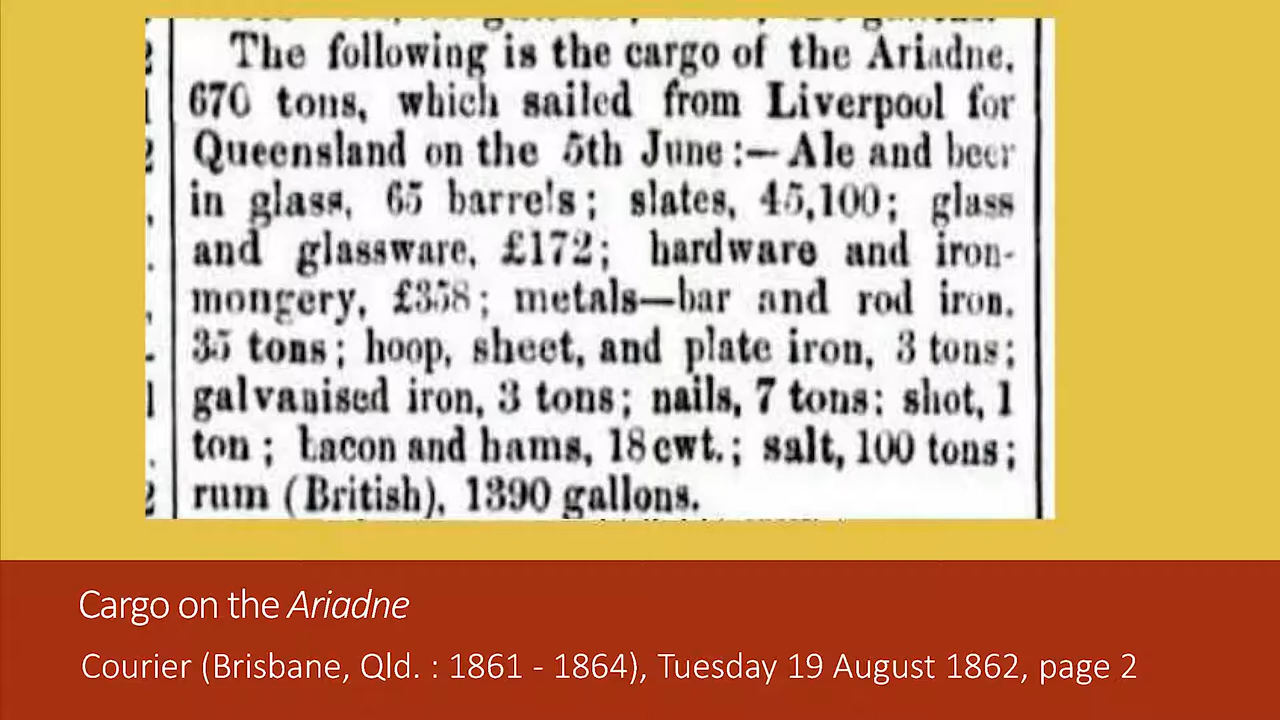 The following is the cargo of the Ariadne,
670 tons, which sailed from Liverpool for
Queensland on the 5th June:—Ale and beer
in glass, 65 barrels; slates, 45,100; glass
and glassware, £172; hardware and iron-
mongery, £358; metals—bar and rod iron,
35 tons; hoop, sheet, and plate iron, 3 tons;
galvanised iron, 3 tons; nails, 7 tons: shot, 1
ton; bacon and hams, 18 cwt.; salt, 100 tons;
rum (British), 1390 gallons.
Cargo on the Ariadne
Courier (Brisbane, Qld. : 1861 - 1864), Tuesday 19 August 1862, page 2